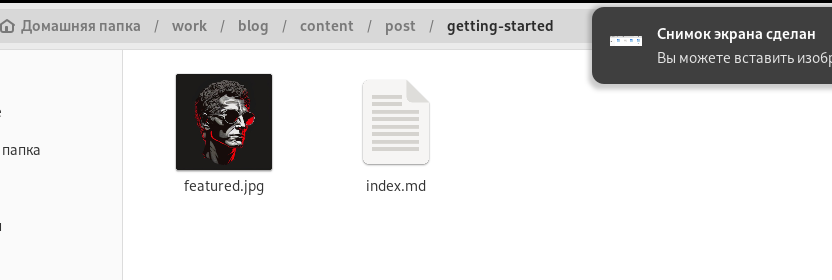 Домашняя папка / work / blog / content / post / getting-started
Снимок экрана сделан
Вы можете вставить
папка
featured.jpg
index.md